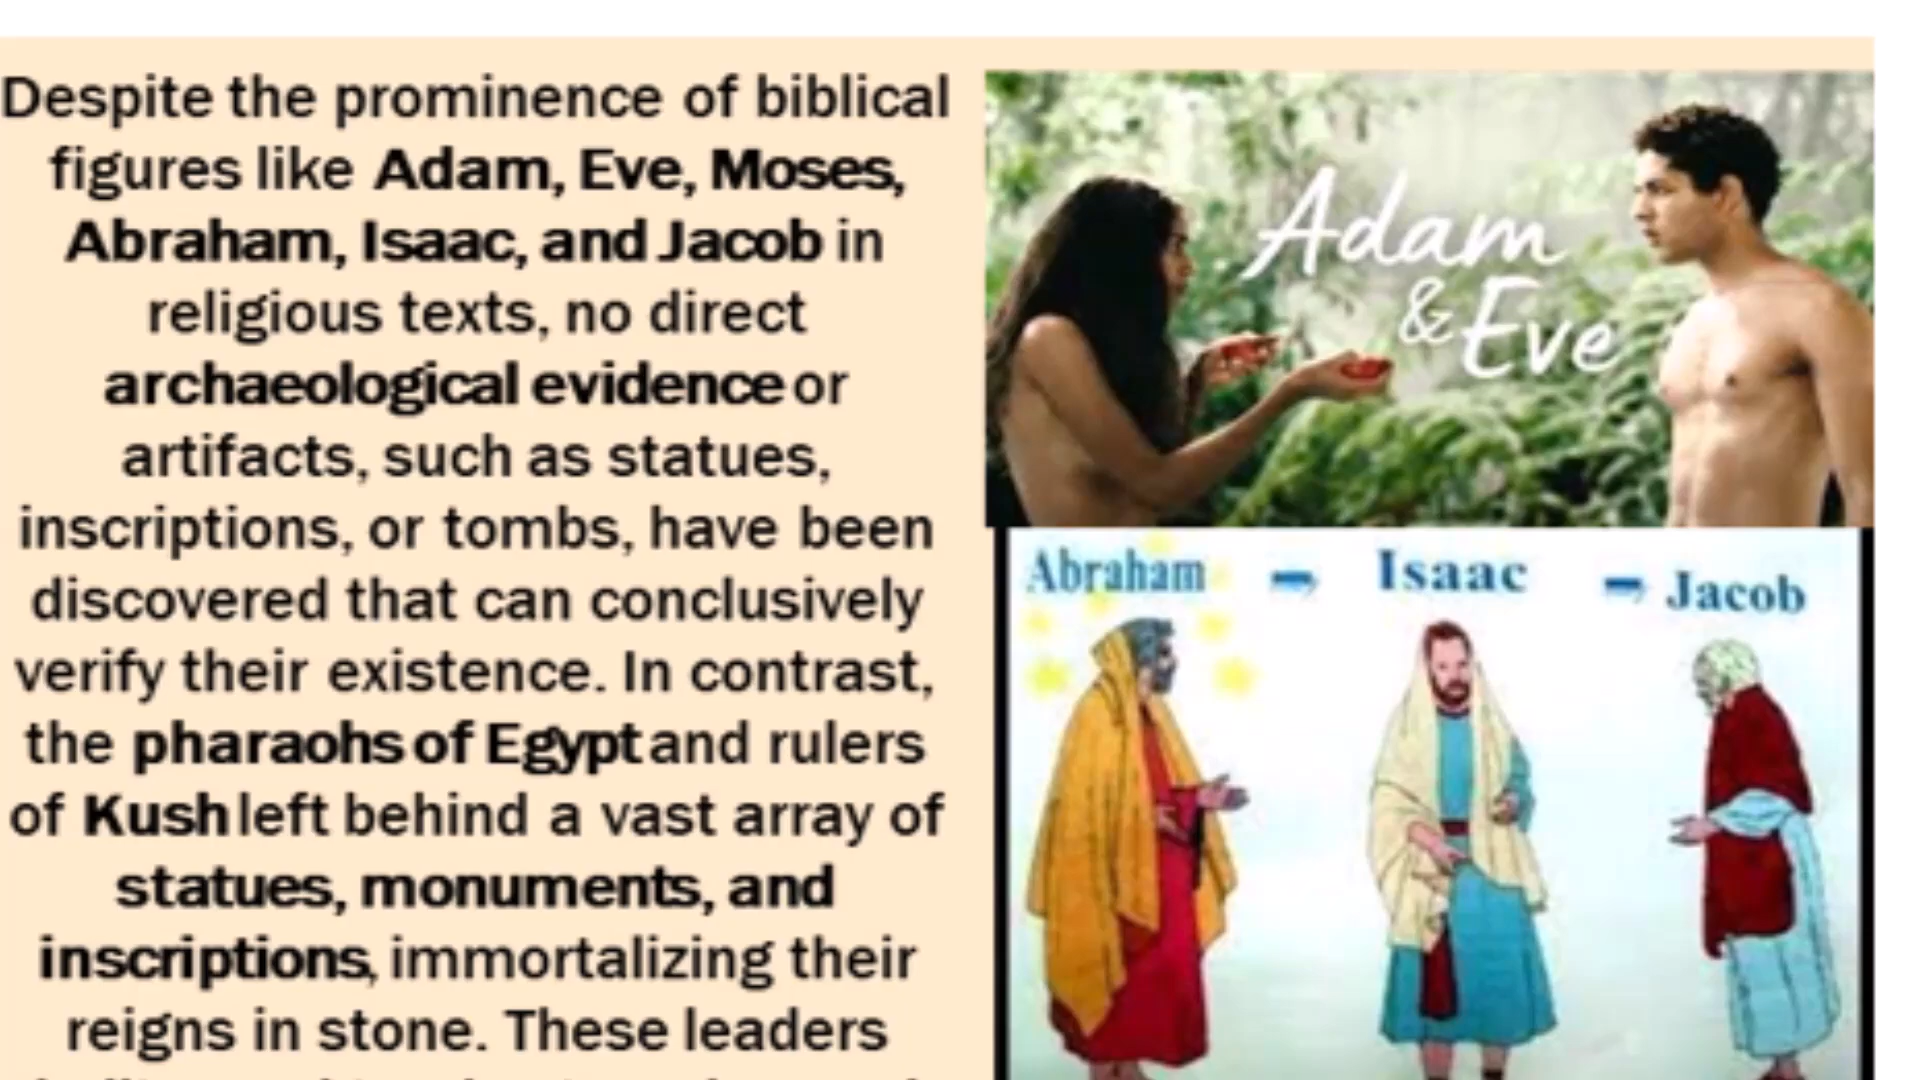 Despite the prominence of biblical
figures like Adam, Eve, Moses,
Abraham, Isaac, and Jacob in
religious texts, no direct
archaeological evidence or
artifacts, such as statues,
inscriptions, or tombs, have been
discovered that can conclusively
verify their existence. In contrast,
the pharaohs of Egypt and rulers
of Kush left behind a vast array of
statues, monuments, and
inscriptions, immortalizing their
reigns in stone. These leaders
Adam
& Eve
Abraham Isaac Jacob